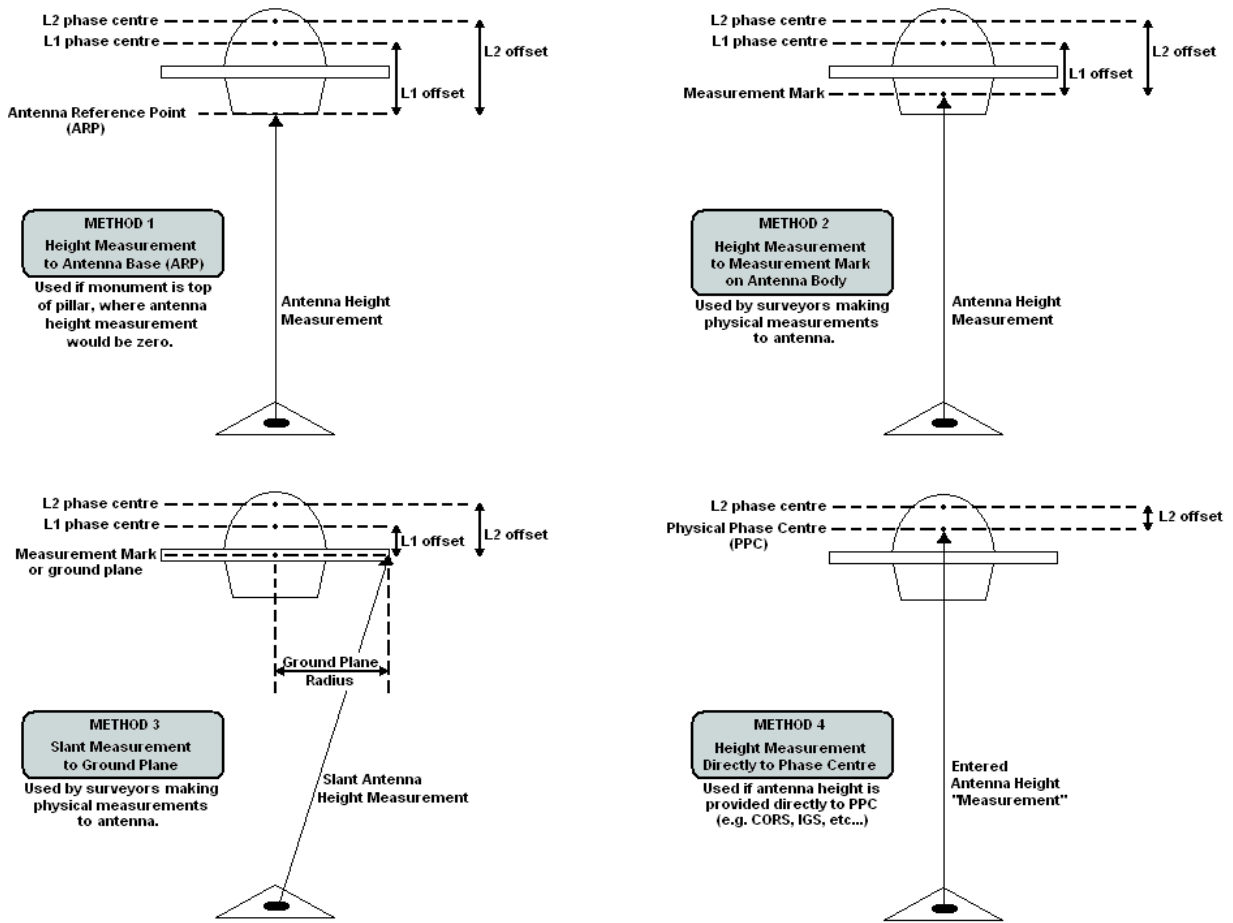 L2 phase centre
L1 phase centre
L2 offset
L1 offset
Antenna Reference Point
(ARP)
METHOD 1
Height Measurement
to Antenna Base (ARP)
Used if monument is top
of pillar, where antenna
height measurement
would be zero.
Antenna Height
Measurement
L2 phase centre
L1 phase centre
L2 offset
L1 offset
Measurement Mark
METHOD 2
Height Measurement
to Measurement Mark
on Antenna Body
Used by surveyors making
physical measurements
to antenna.
Antenna Height
Measurement
L2 phase centre
L1 phase centre
L1 offset
L2 offset
Measurement Mark
or ground plane
Ground Plane
Radius
METHOD 3
Slant Measurement
to Ground Plane
Used by surveyors making
physical measurements
to antenna.
Slant Antenna
Height Measurement
L2 phase centre
Physical Phase Centre
(PPC)
L2 offset
METHOD 4
Height Measurement
Directly to Phase Centre
Used if antenna height is
provided directly to PPC
(e.g. CORS, IGS, etc...)
Entered
Antenna Height
"Measurement"